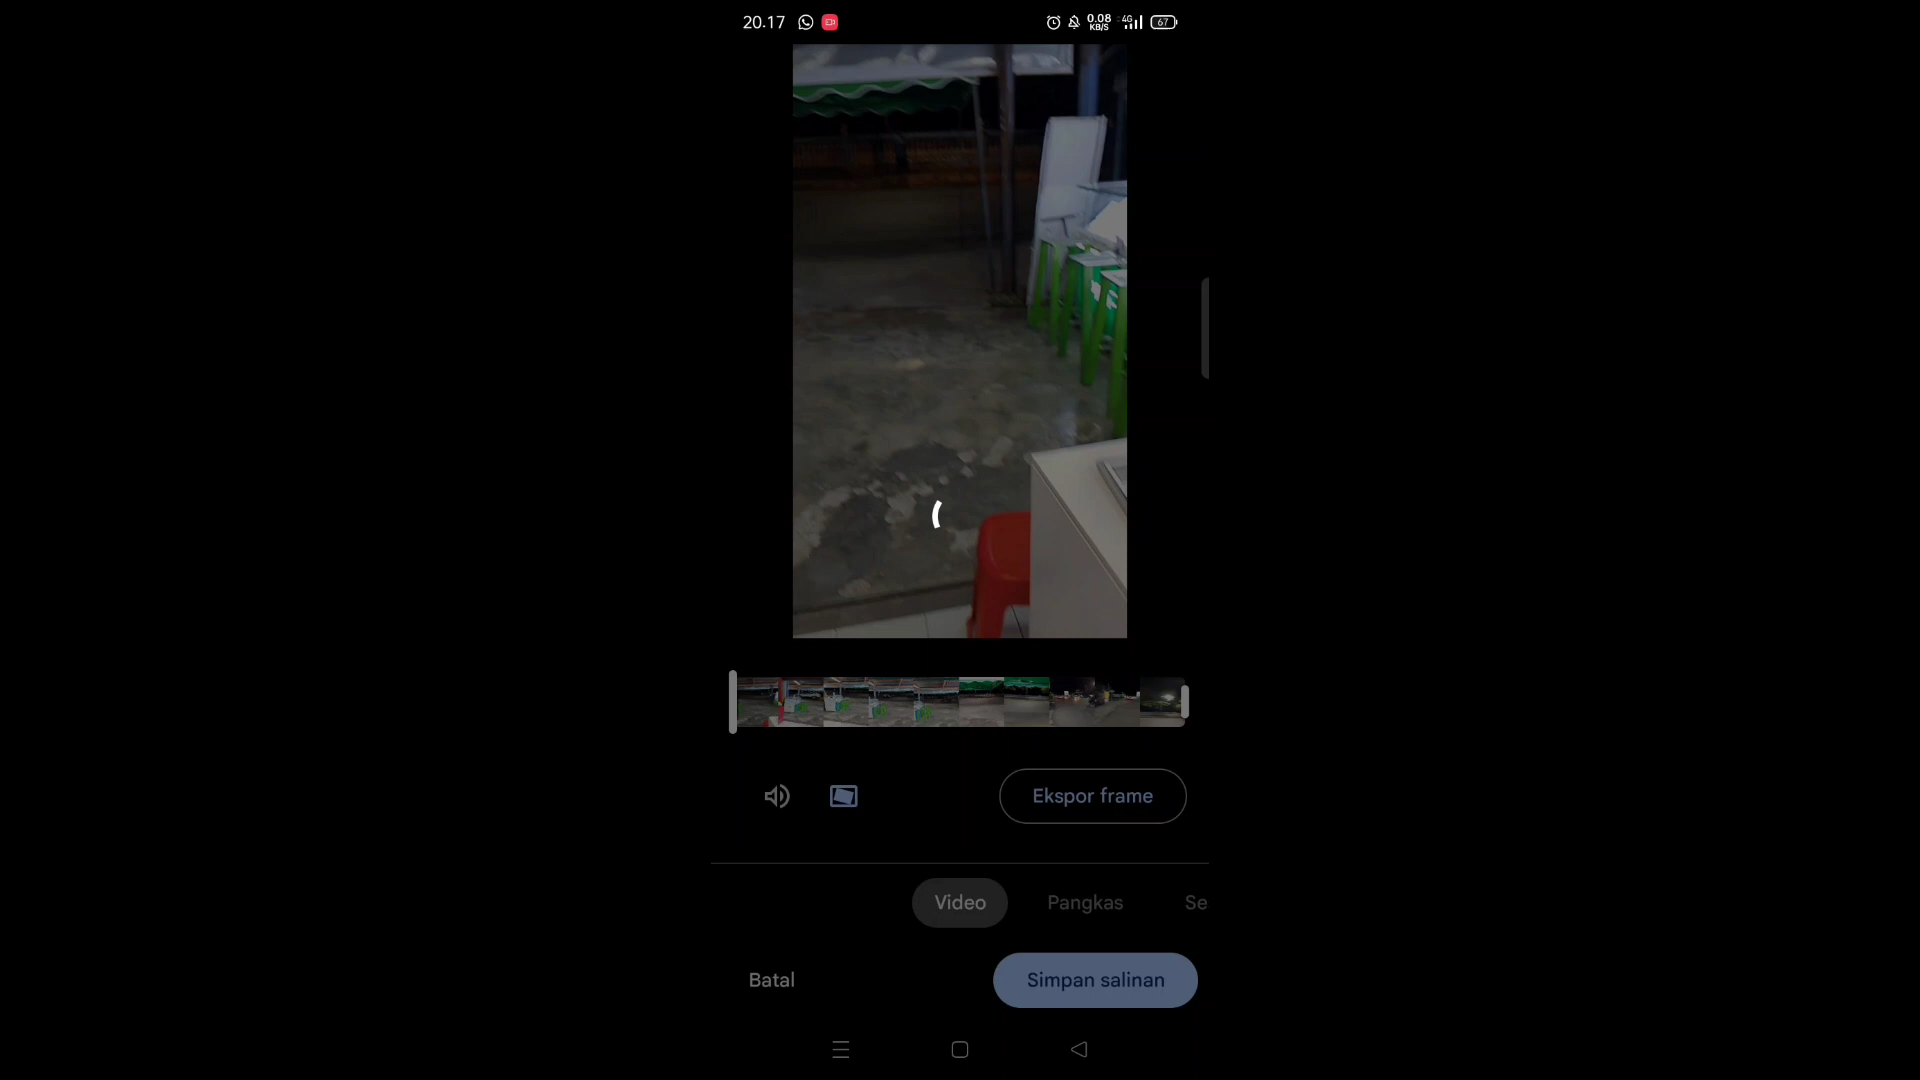 20.17 0.08 KB/S 4G 67
Ekspor frame
Video Pangkas Se
Batal Simpan salinan